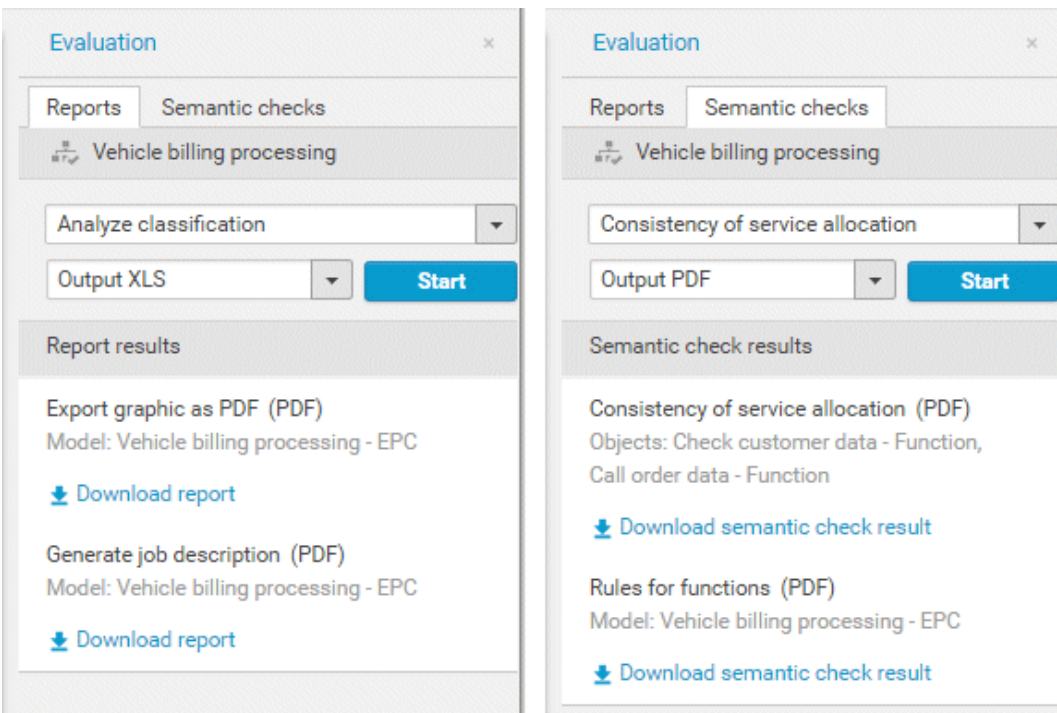 Evaluation
×
Reports Semantic checks
Vehicle billing processing
Analyze classification
Output XLS Start
Report results
Export graphic as PDF (PDF)
Model: Vehicle billing processing - EPC
Download report
Generate job description (PDF)
Model: Vehicle billing processing - EPC
Download report
Evaluation
×
Reports Semantic checks
Vehicle billing processing
Consistency of service allocation
Output PDF Start
Semantic check results
Consistency of service allocation (PDF)
Objects: Check customer data - Function,
Call order data - Function
Download semantic check result
Rules for functions (PDF)
Model: Vehicle billing processing - EPC
Download semantic check result